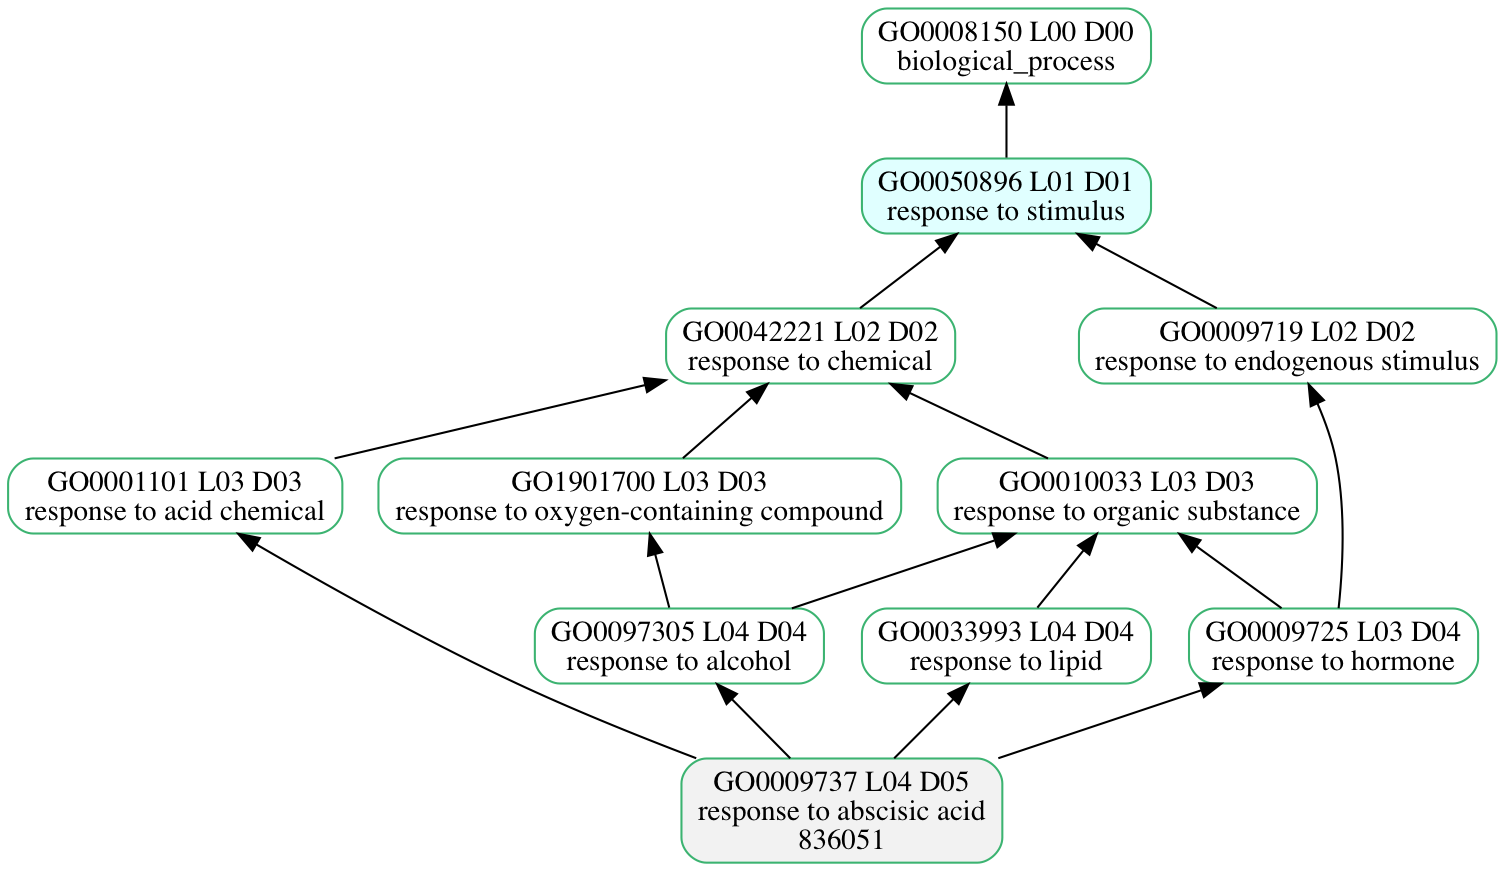 GO0008150 L00 D00
biological_process
GO0050896 L01 D01
response to stimulus
GO0042221 L02 D02
response to chemical
GO0009719 L02 D02
response to endogenous stimulus
GO0001101 L03 D03
response to acid chemical
GO1901700 L03 D03
response to oxygen-containing compound
GO0010033 L03 D03
response to organic substance
GO0097305 L04 D04
response to alcohol
GO0033993 L04 D04
response to lipid
GO0009725 L03 D04
response to hormone
GO0009737 L04 D05
response to abscisic acid
836051